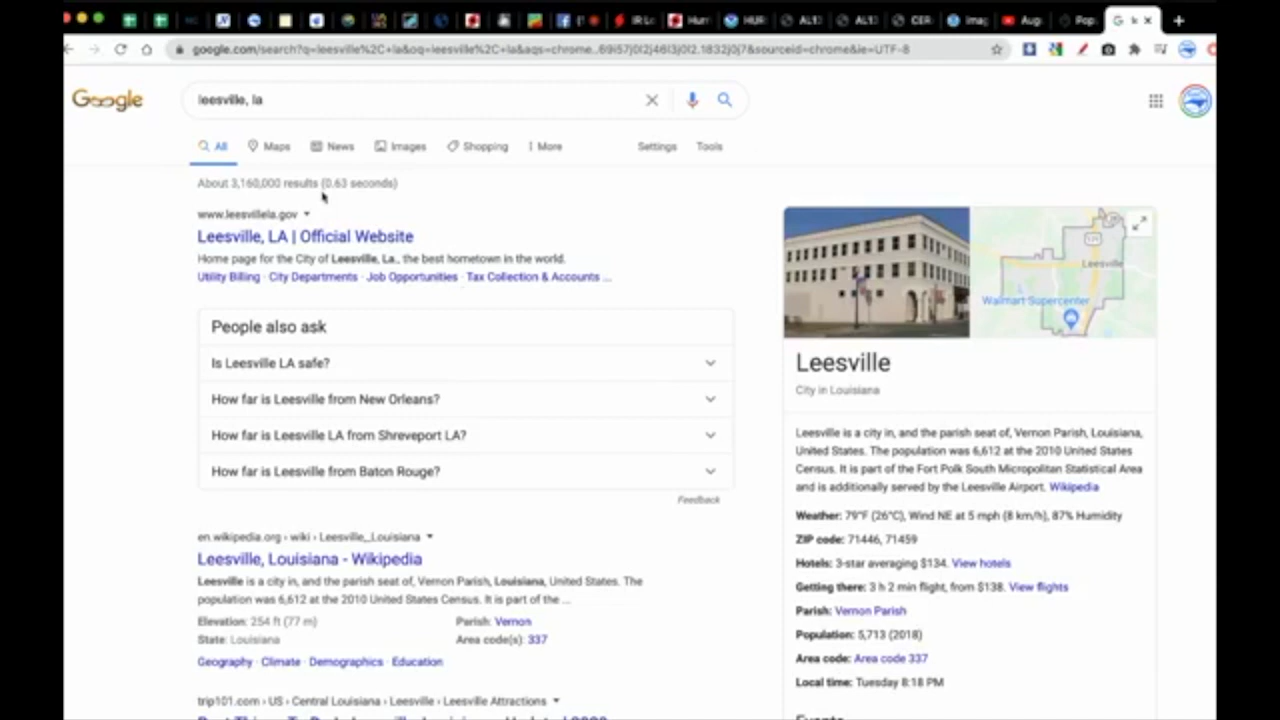 IR Lo
Hurr
HUR
AL1
AL1
CER
Imag
Aug
Pop
google.com/search?q=leesville%2C+la&oq=leesville%2C+la&aqs=chrome..69i57j0l2j46l3j0l2.1832j0j7&sourceid=chrome&ie=UTF-8
Google
leesville, la
All
Maps
News
Images
Shopping
More
Settings
Tools
About 3,160,000 results (0.63 seconds)
www.leesvillela.gov
Leesville, LA | Official Website
Home page for the City of Leesville, La., the best hometown in the world.
Utility Billing · City Departments · Job Opportunities · Tax Collection & Accounts ...
People also ask
Is Leesville LA safe?
How far is Leesville from New Orleans?
How far is Leesville LA from Shreveport LA?
How far is Leesville from Baton Rouge?
Feedback
en.wikipedia.org › wiki › Leesville,_Louisiana
Leesville, Louisiana - Wikipedia
Leesville is a city in, and the parish seat of, Vernon Parish, Louisiana, United States. The
population was 6,612 at the 2010 United States Census. It is part of the ...
Elevation: 254 ft (77 m)
Parish: Vernon
State: Louisiana
Area code(s): 337
Geography · Climate · Demographics · Education
trip101.com › US › Central Louisiana › Leesville › Leesville Attractions
Leesville
Walmart Supercenter
Leesville
City in Louisiana
Leesville is a city in, and the parish seat of, Vernon Parish, Louisiana,
United States. The population was 6,612 at the 2010 United States
Census. It is part of the Fort Polk South Micropolitan Statistical Area
and is additionally served by the Leesville Airport. Wikipedia
Weather: 79°F (26°C), Wind NE at 5 mph (8 km/h), 87% Humidity
ZIP code: 71446, 71459
Hotels: 3-star averaging $134. View hotels
Getting there: 3 h 2 min flight, from $138. View flights
Parish: Vernon Parish
Population: 5,713 (2018)
Area code: Area code 337
Local time: Tuesday 8:18 PM